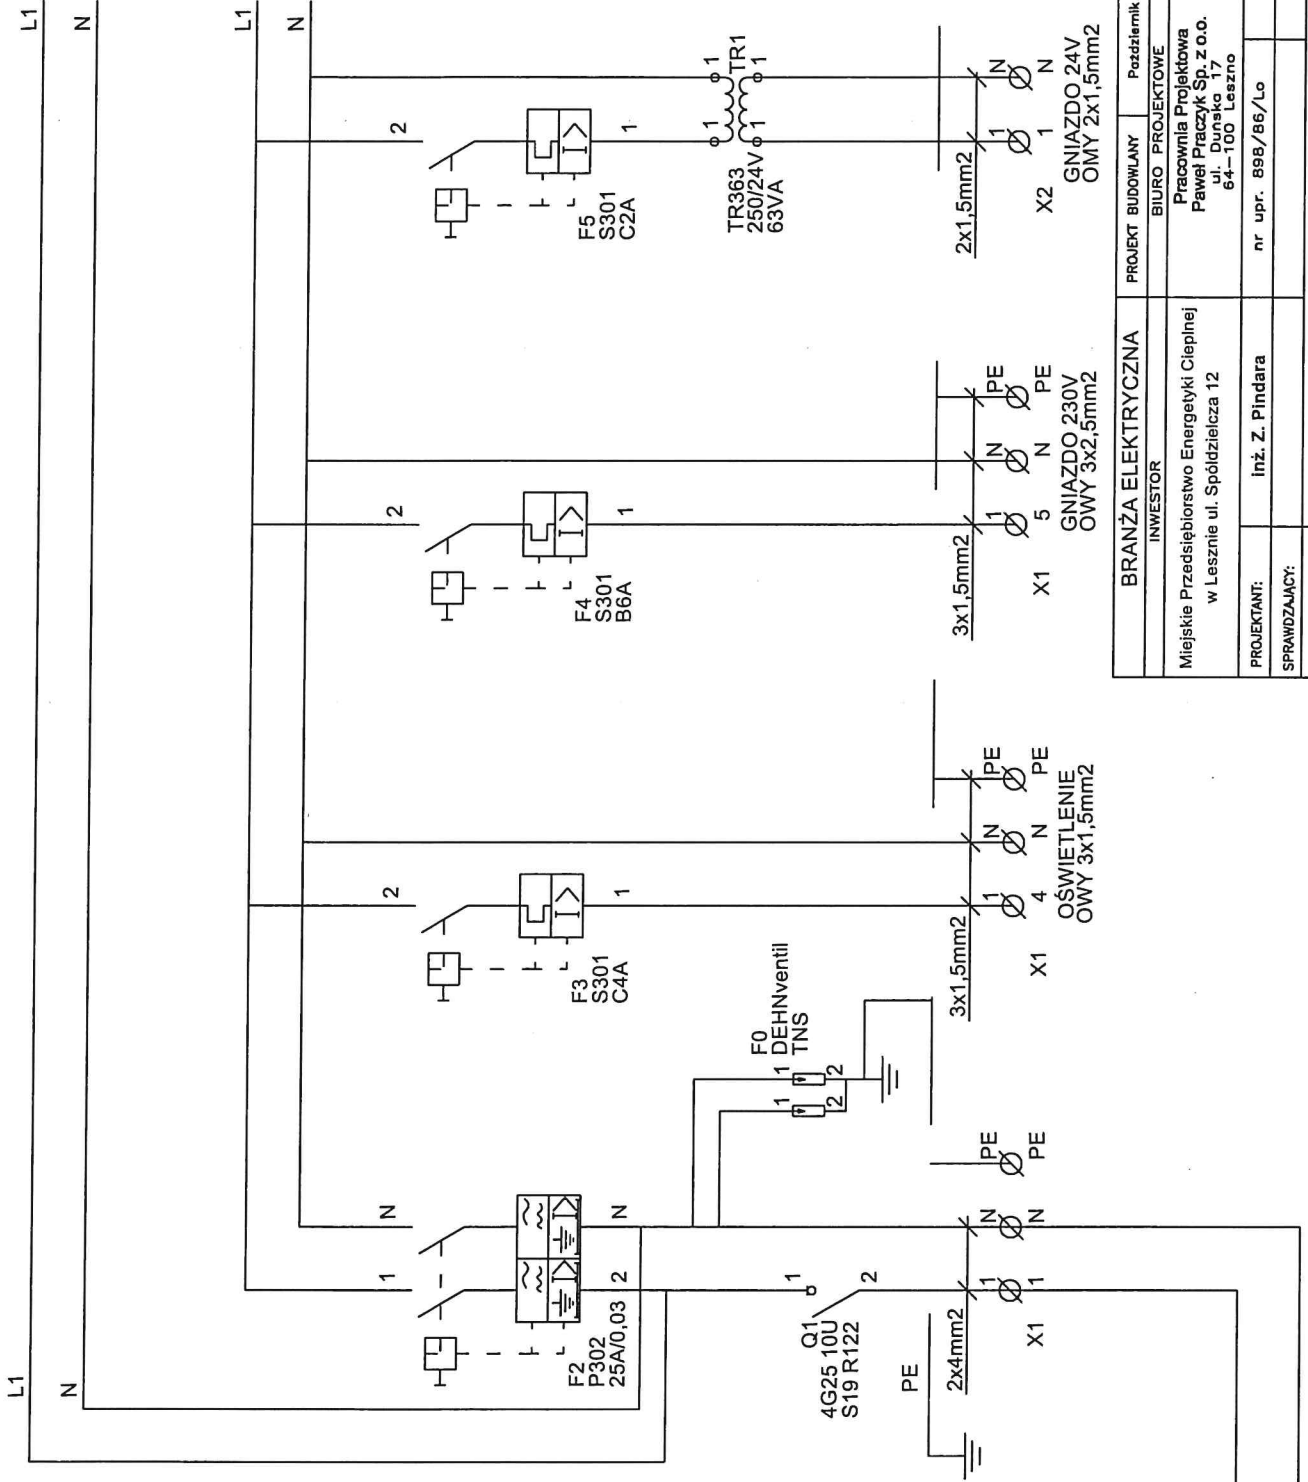 L1
N
L1
N
L1
N
N
1
F2
P302
25A/0,03
N
2
F0
DEHNventil
TNS
1
1
2
2
Q1
4G25 10U
S19 R122
1
2
PE
2x4mm2
1
N
PE
X1
1
N
PE
2
F3
S301
C4A
1
3x1,5mm2
1
N
PE
X1
4
N
PE
OŚWIETLENIE
OWY 3x1,5mm2
2
F4
S301
B6A
1
3x1,5mm2
1
N
PE
X1
5
N
PE
GNIAZDO 230V
OWY 3x2,5mm2
2
F5
S301
C2A
1
TR363
250/24V
63VA
1
1
TR1
1
1
2x1,5mm2
1
N
X2
1
N
GNIAZDO 24V
OMY 2x1,5mm2
BRANŻA ELEKTRYCZNA
PROJEKT BUDOWLANY
Październik
INWESTOR
BIURO PROJEKTOWE
Miejskie Przedsiębiorstwo Energetyki Cieplnej
w Lesznie ul. Spółdzielcza 12
Pracownia Projektowa
Paweł Praczyk Sp. z o.o.
ul. Duńska 17
64-100 Leszno
PROJEKTANT:
inż. Z. Pindara
nr upr. 898/86/Lo
SPRAWDZAJĄCY: